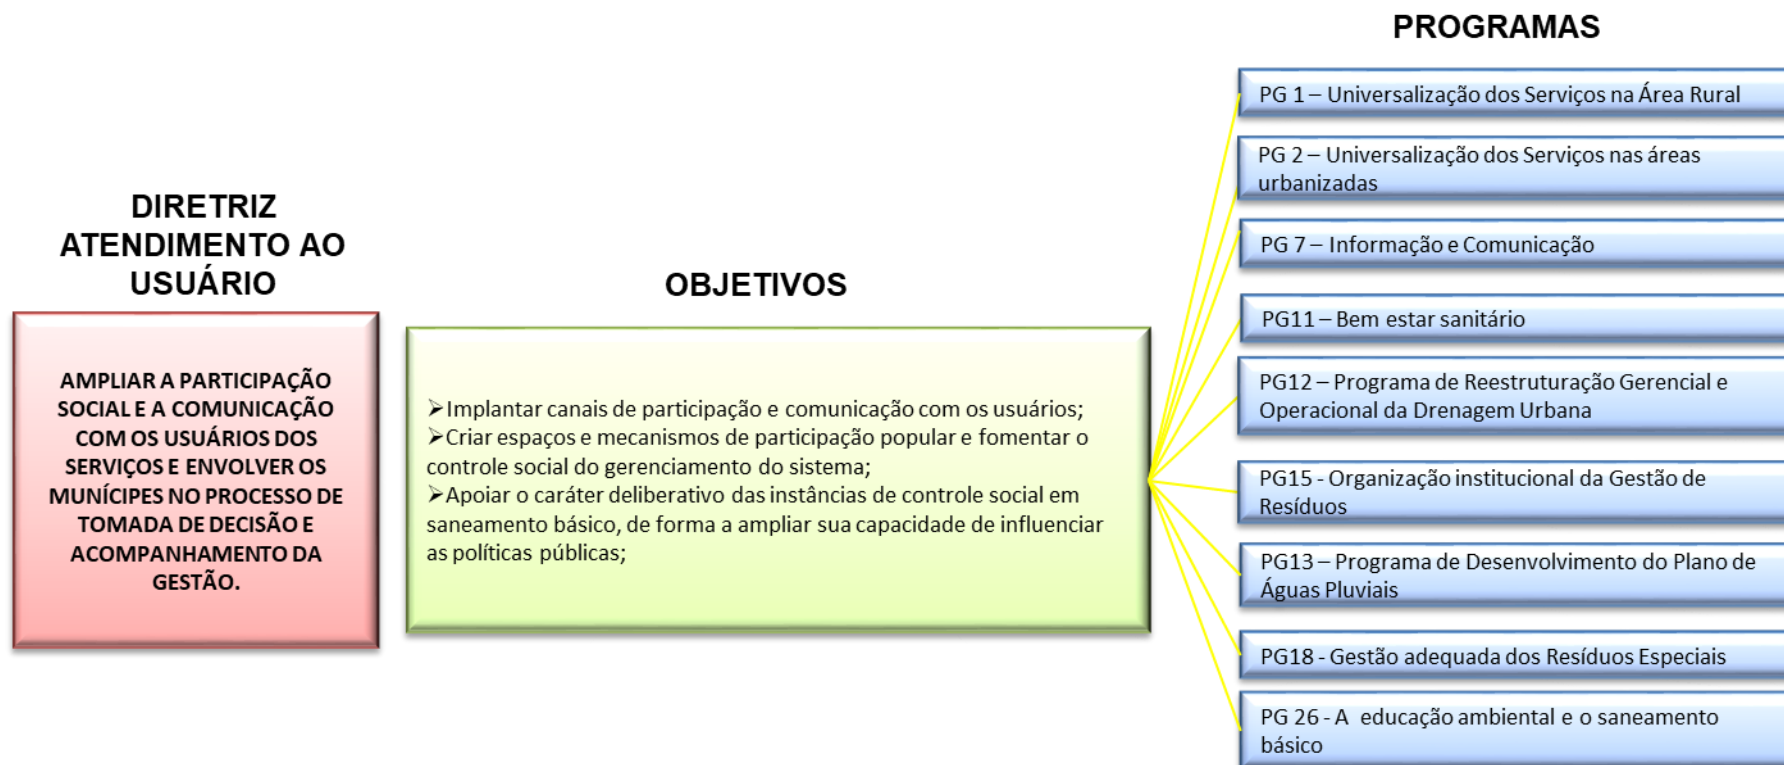 DIRETRIZ
ATENDIMENTO AO
USUÁRIO
AMPLIAR A PARTICIPAÇÃO
SOCIAL E A COMUNICAÇÃO
COM OS USUÁRIOS DOS
SERVIÇOS E ENVOLVER OS
MUNÍCIPES NO PROCESSO DE
TOMADA DE DECISÃO E
ACOMPANHAMENTO DA
GESTÃO.
OBJETIVOS
➢Implantar canais de participação e comunicação com os usuários;
➢Criar espaços e mecanismos de participação popular e fomentar o
controle social do gerenciamento do sistema;
➢Apoiar o caráter deliberativo das instâncias de controle social em
saneamento básico, de forma a ampliar sua capacidade de influenciar
as políticas públicas;
PROGRAMAS
PG 1 – Universalização dos Serviços na Área Rural
PG 2 – Universalização dos Serviços nas áreas
urbanizadas
PG 7 – Informação e Comunicação
PG11 – Bem estar sanitário
PG12 – Programa de Reestruturação Gerencial e
Operacional da Drenagem Urbana
PG15 - Organização institucional da Gestão de
Resíduos
PG13 – Programa de Desenvolvimento do Plano de
Águas Pluviais
PG18 - Gestão adequada dos Resíduos Especiais
PG 26 - A educação ambiental e o saneamento
básico